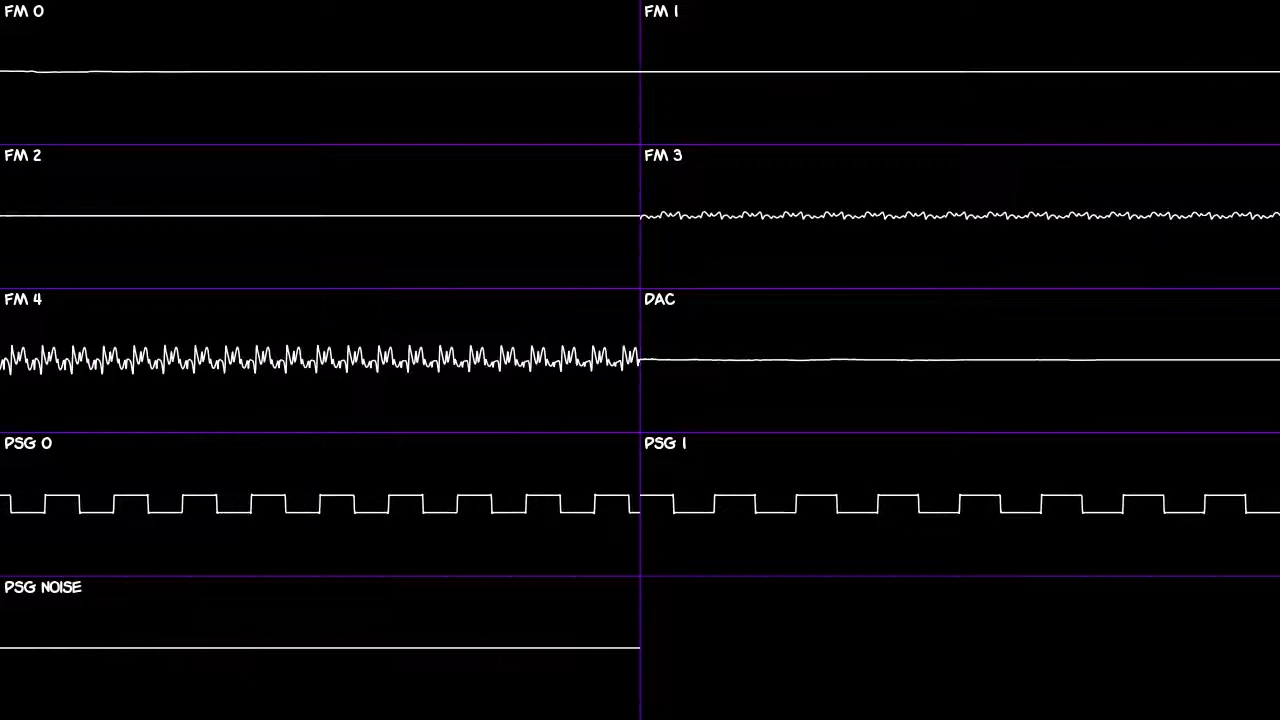 FM 0
FM 1
FM 2
FM 3
FM 4
DAC
PSG 0
PSG 1
PSG NOISE